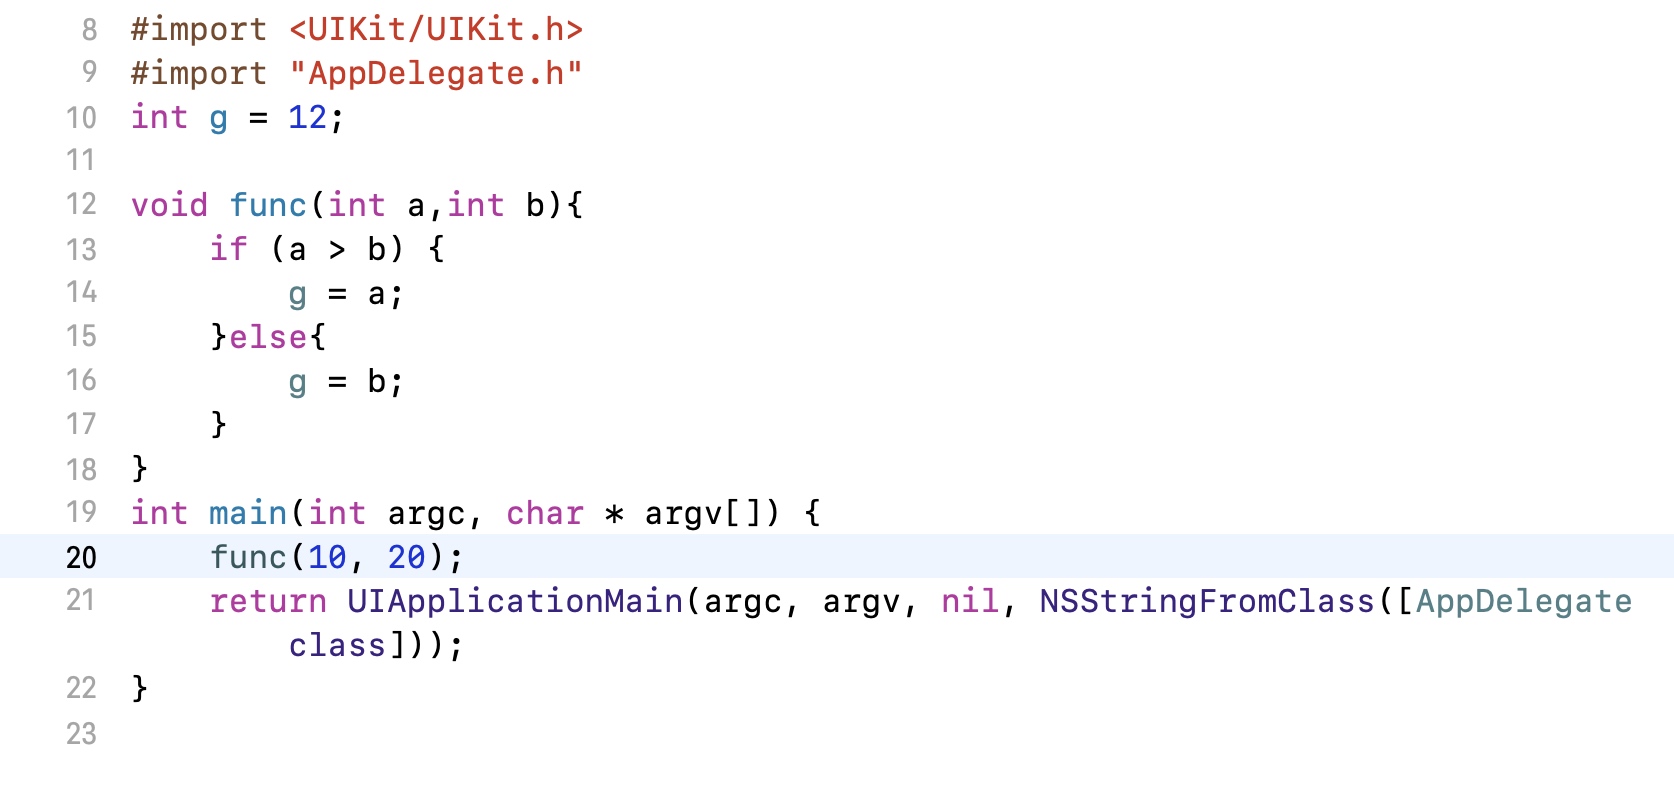 8 #import <UIKit/UIKit.h>
9 #import "AppDelegate.h"
10 int g = 12;
11
12 void func(int a,int b){
13     if (a > b) {
14         g = a;
15     }else{
16         g = b;
17     }
18 }
19 int main(int argc, char * argv[]) {
20     func(10, 20);
21     return UIApplicationMain(argc, argv, nil, NSStringFromClass([AppDelegate
            class]));
22 }
23